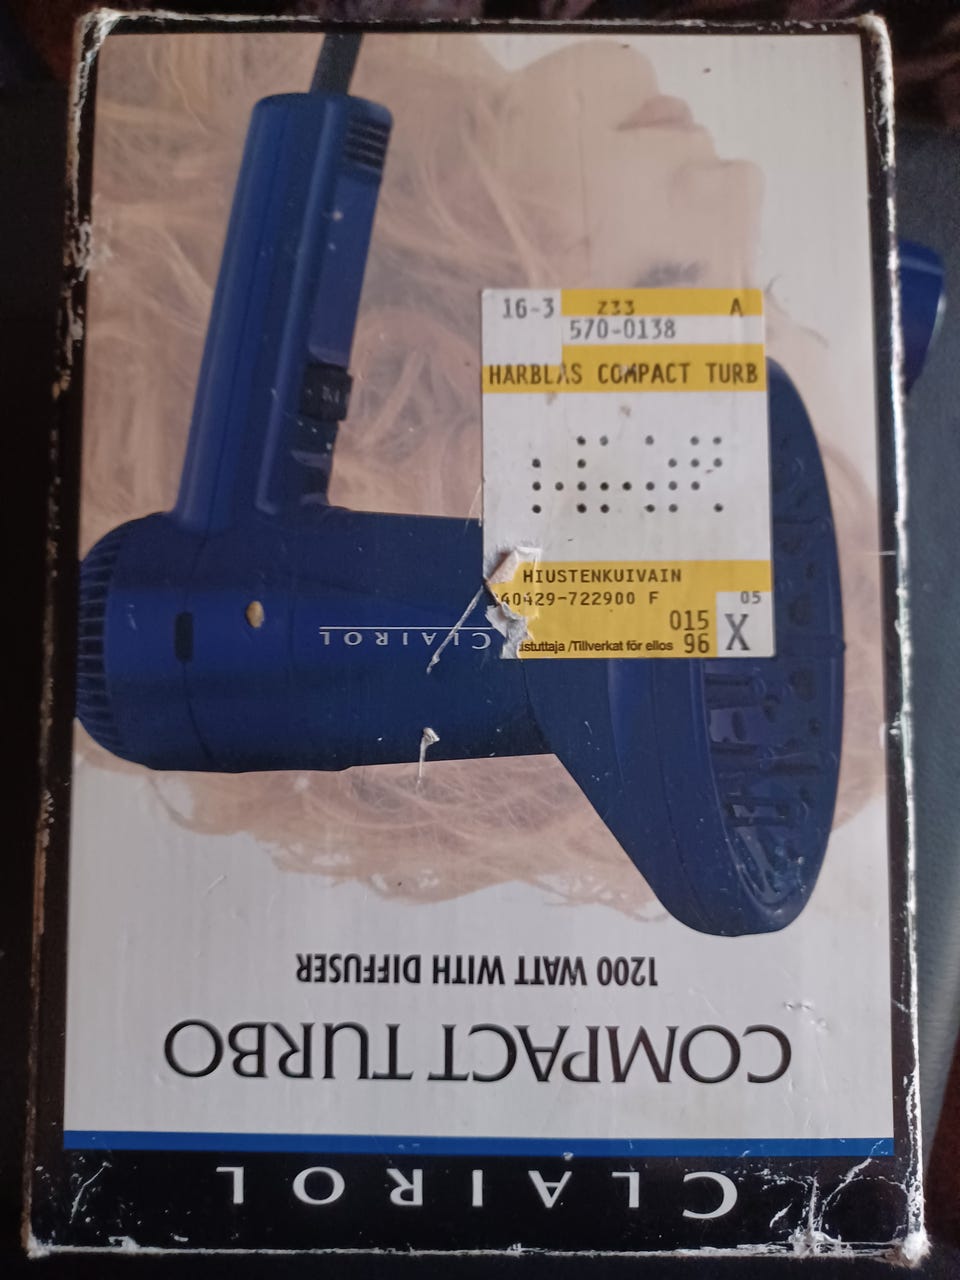 16-3 Z33 A
570-0138
HÅRBLÅS COMPACT TURB
HIUSTENKUIVAIN
40429-722900 F 05
015
/Tillverkat för ellos 96 X
CLAIROL
1200 WATT WITH DIFFUSER
COMPACT TURBO
CLAIROL